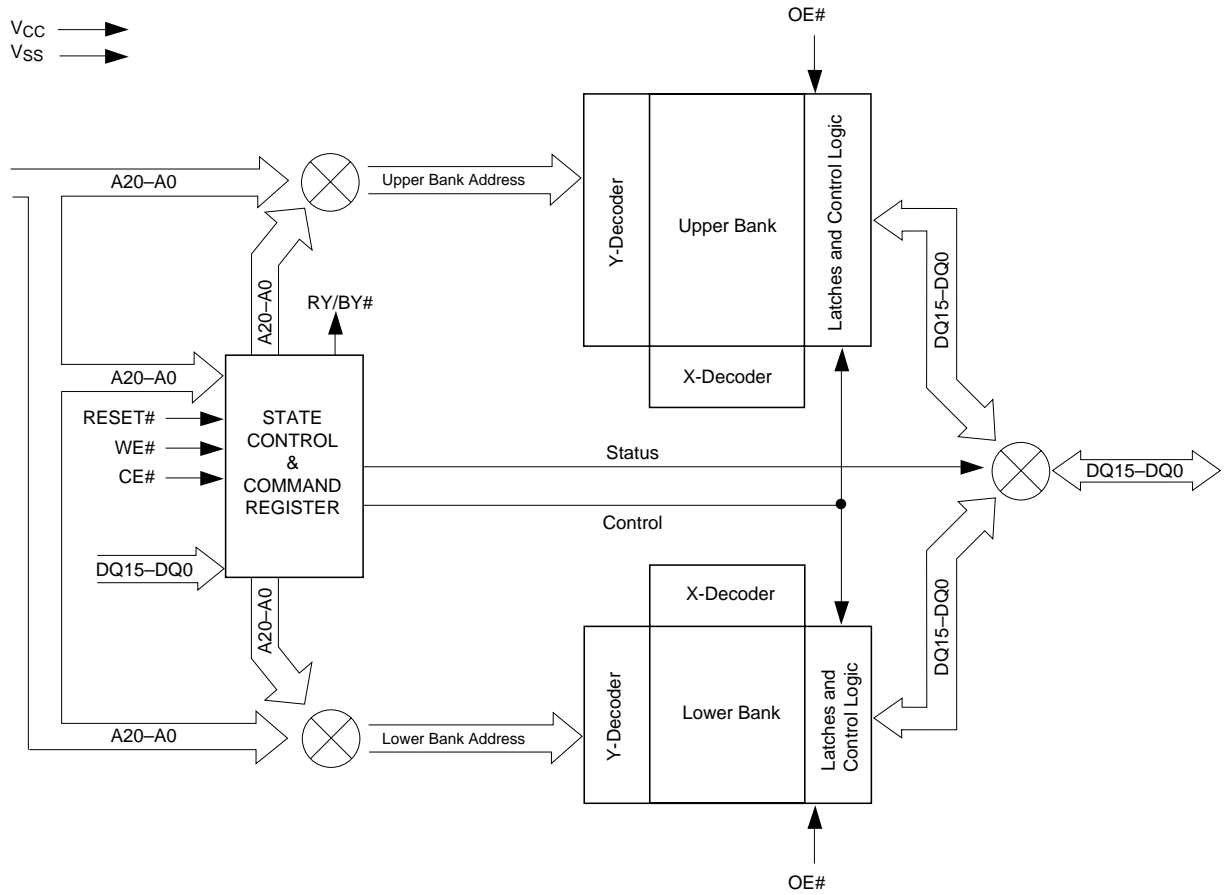 VCC
VSS
OE#
A20–A0
Upper Bank Address
Y-Decoder
Upper Bank
Latches and Control Logic
DQ15–DQ0
A20–A0
RY/BY#
X-Decoder
A20–A0
RESET#
WE#
CE#
STATE
CONTROL
&
COMMAND
REGISTER
Status
DQ15–DQ0
Control
DQ15–DQ0
X-Decoder
A20–A0
DQ15–DQ0
Y-Decoder
Lower Bank
Latches and
Control Logic
A20–A0
Lower Bank Address
OE#